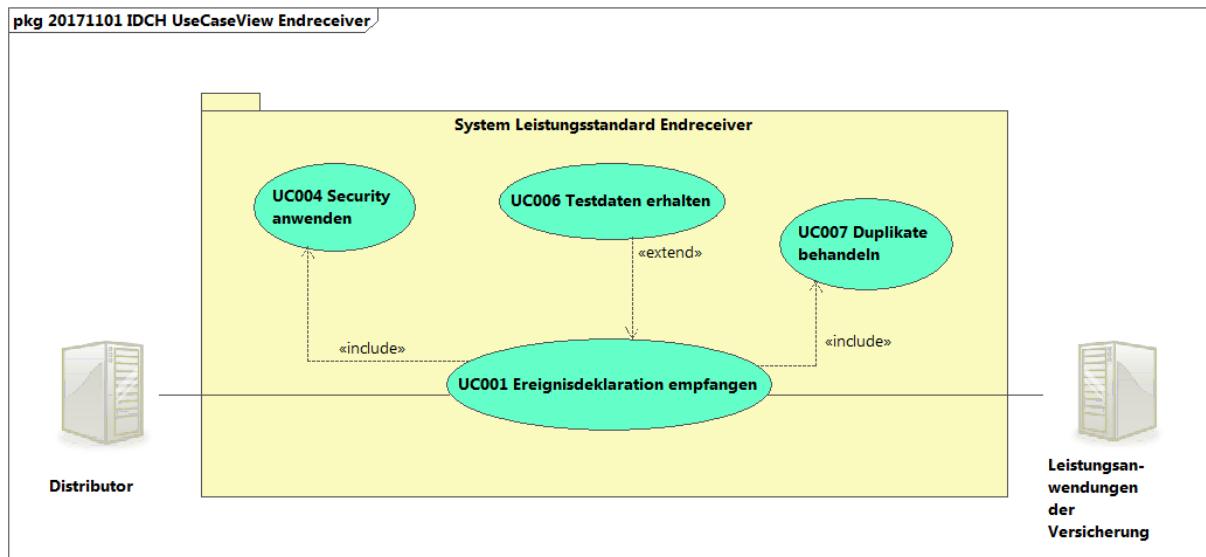 pkg 20171101 IDCH UseCaseView Endreceiver
System Leistungsstandard Endreceiver
UC004 Security
anwenden
UC006 Testdaten erhalten
UC007 Duplikate
behandeln
«extend»
«include»
«include»
UC001 Ereignisdeklaration empfangen
Distributor
Leistungsan-
wendungen
der
Versicherung